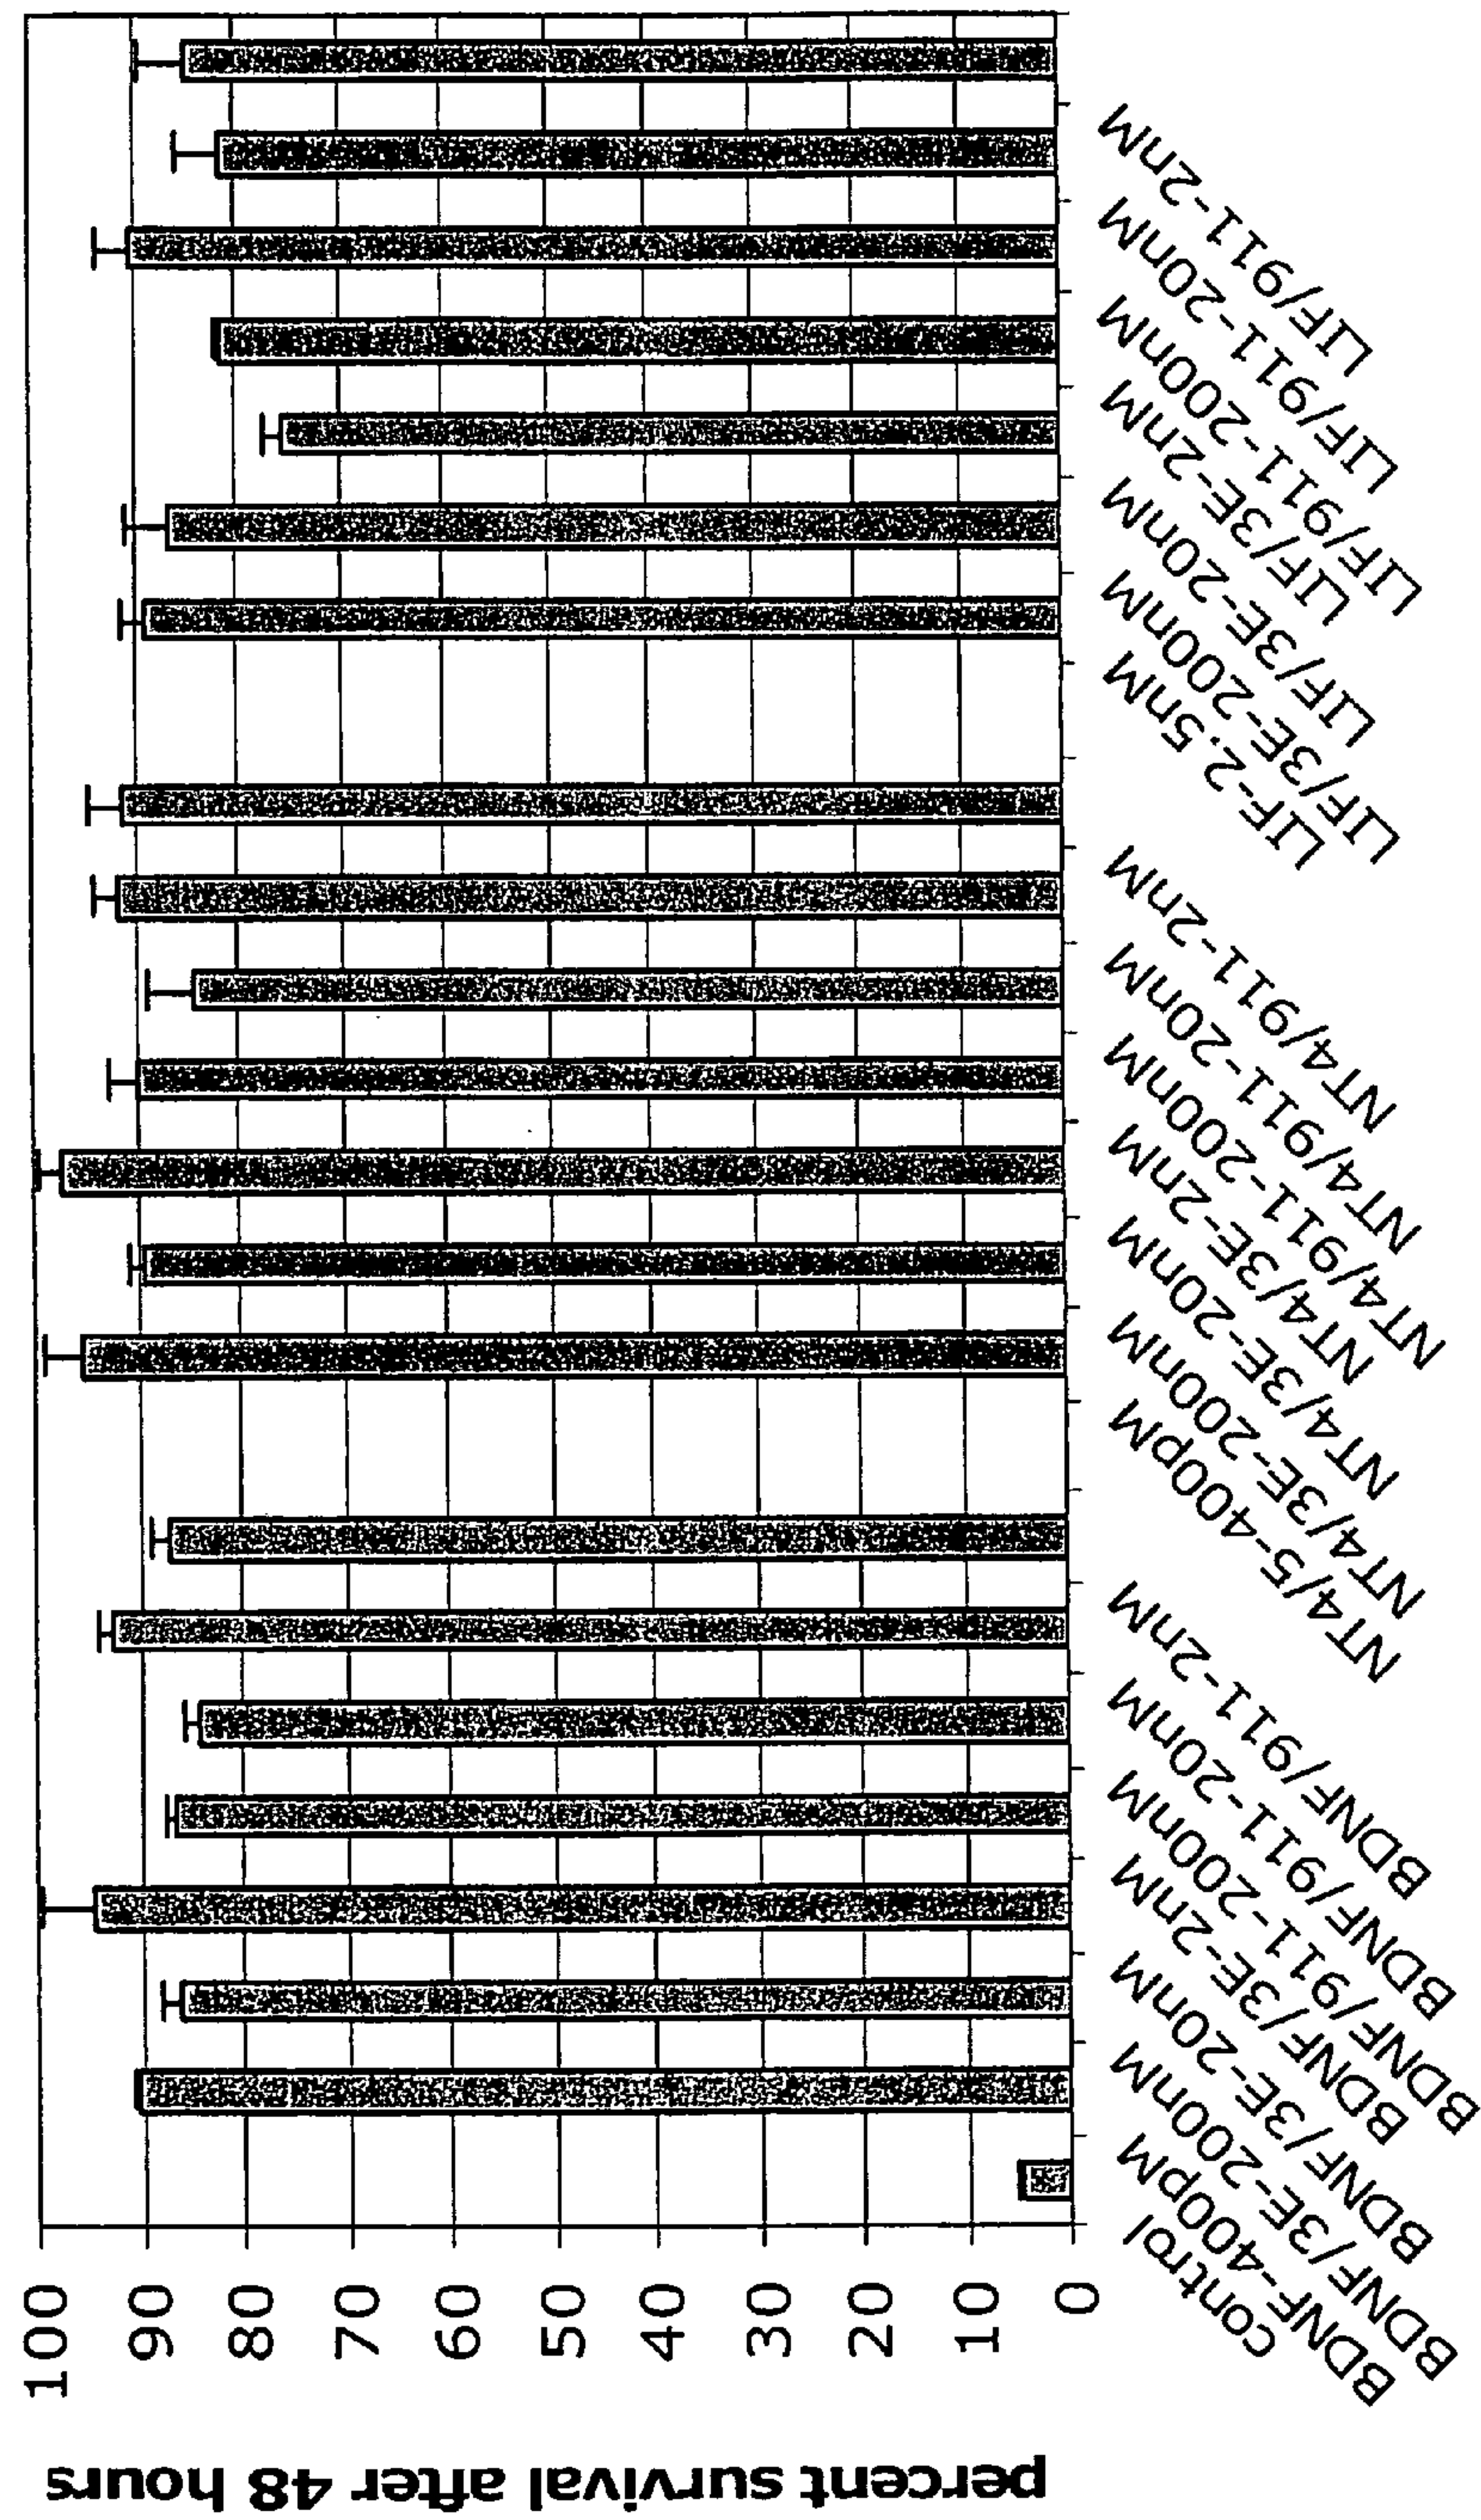 percent survival after 48 hours
100
90
80
70
60
50
40
30
20
10
0
control
BDNF-400pM
BDNF/3E-200nM
BDNF/3E-20nM
BDNF/3E-2nM
BDNF/911-200nM
BDNF/911-20nM
BDNF/911-2nM
NT4/5-400pM
NT4/3E-200nM
NT4/3E-20nM
NT4/3E-2nM
NT4/911-200nM
NT4/911-20nM
NT4/911-2nM
LIF-2.5nM
LIF/3E-200nM
LIF/3E-20nM
LIF/3E-2nM
LIF/911-200nM
LIF/911-20nM
LIF/911-2nM